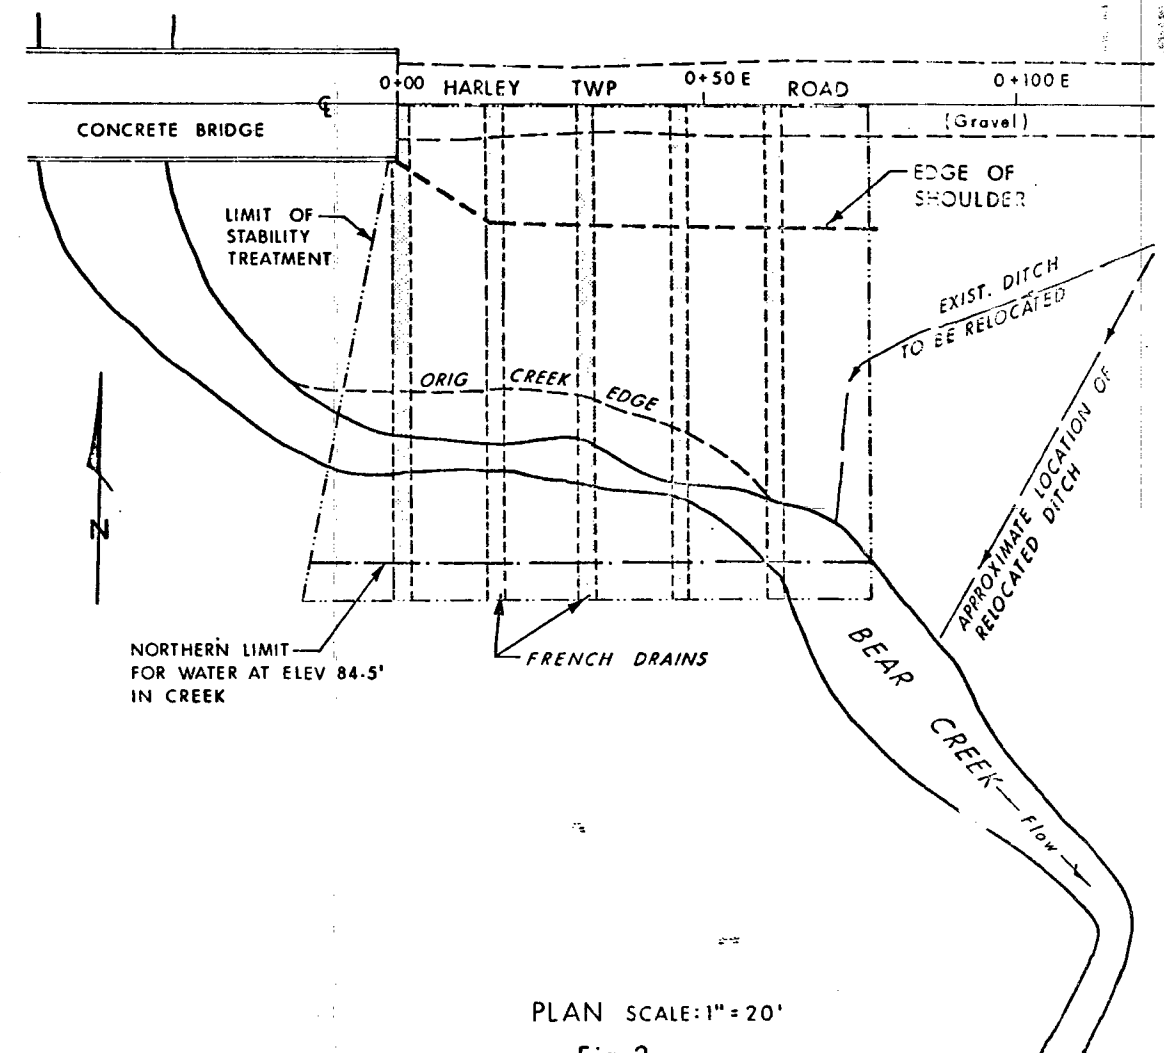 0+00 HARLEY TWP 0+50 E ROAD 0+100 E
℄
CONCRETE BRIDGE
(Gravel)
EDGE OF
SHOULDER
LIMIT OF
STABILITY
TREATMENT
EXIST. DITCH
TO BE RELOCATED
ORIG CREEK EDGE
APPROXIMATE LOCATION OF
RELOCATED DITCH
N
NORTHERN LIMIT
FOR WATER AT ELEV 84.5'
IN CREEK
FRENCH DRAINS
BEAR CREEK
Flow
PLAN SCALE: 1" = 20'